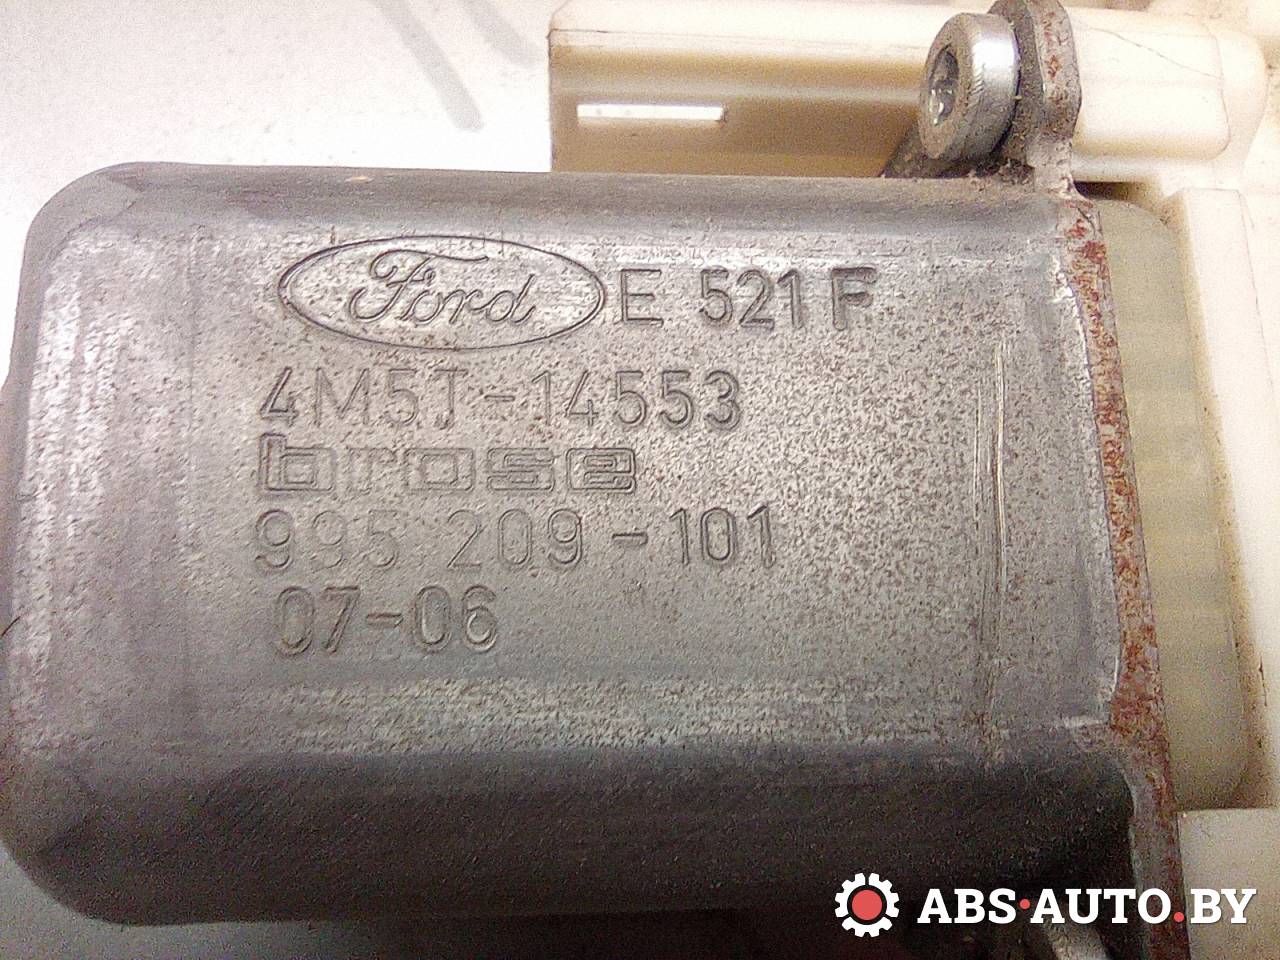 Ford E 521 F
4M5T-14553
brose
995 209-101
07-06
ABS·AUTO.BY